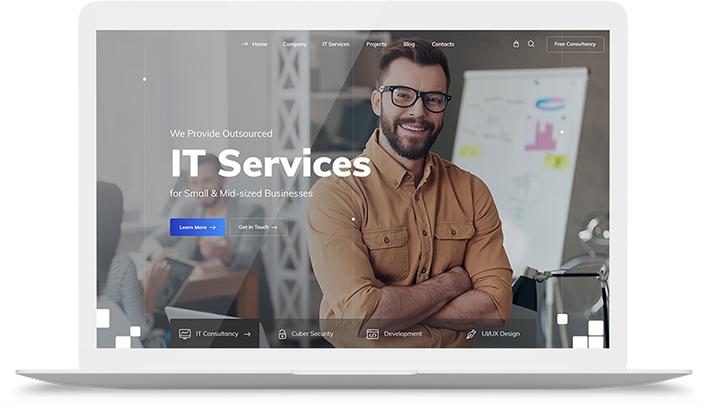 Home Company IT Services Projects Blog Contacts Free Consultancy
We Provide Outsourced
IT Services
for Small & Mid-sized Businesses
Learn More Get in Touch
IT Consultancy Cuber Security Development UI/UX Design